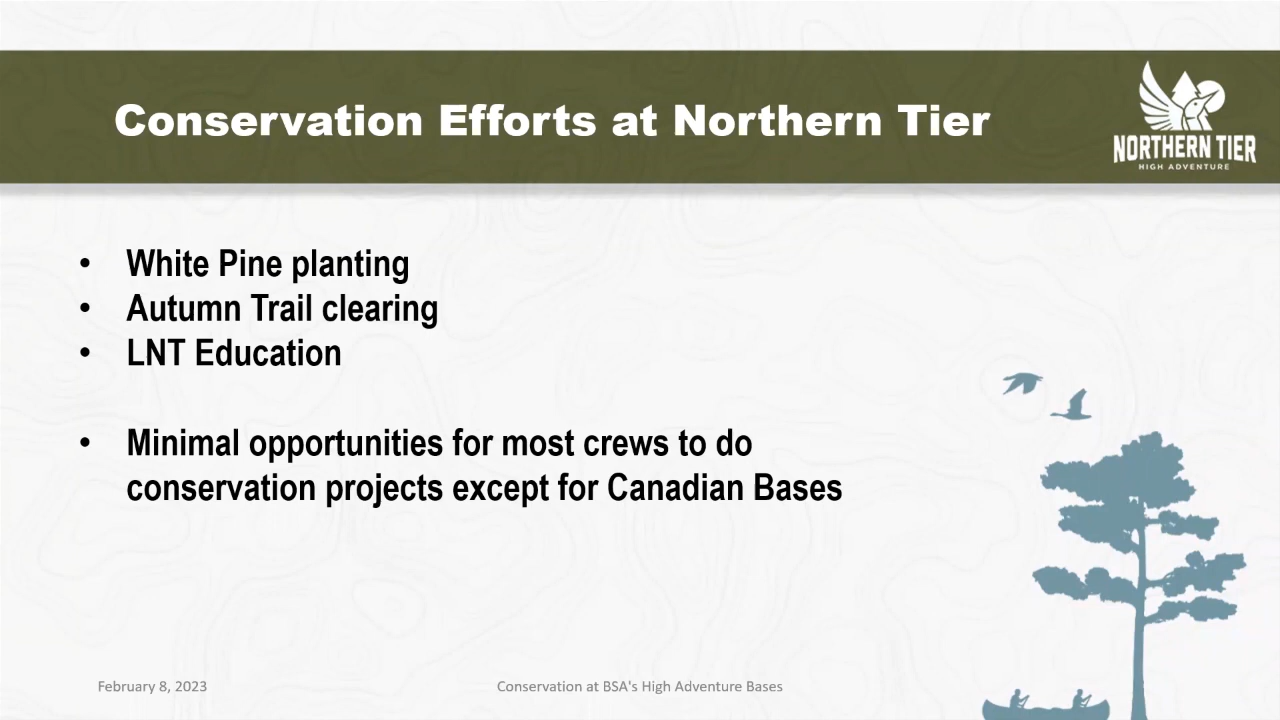 Conservation Efforts at Northern Tier
NORTHERN TIER
HIGH ADVENTURE
• White Pine planting
• Autumn Trail clearing
• LNT Education
• Minimal opportunities for most crews to do
conservation projects except for Canadian Bases
February 8, 2023
Conservation at BSA's High Adventure Bases